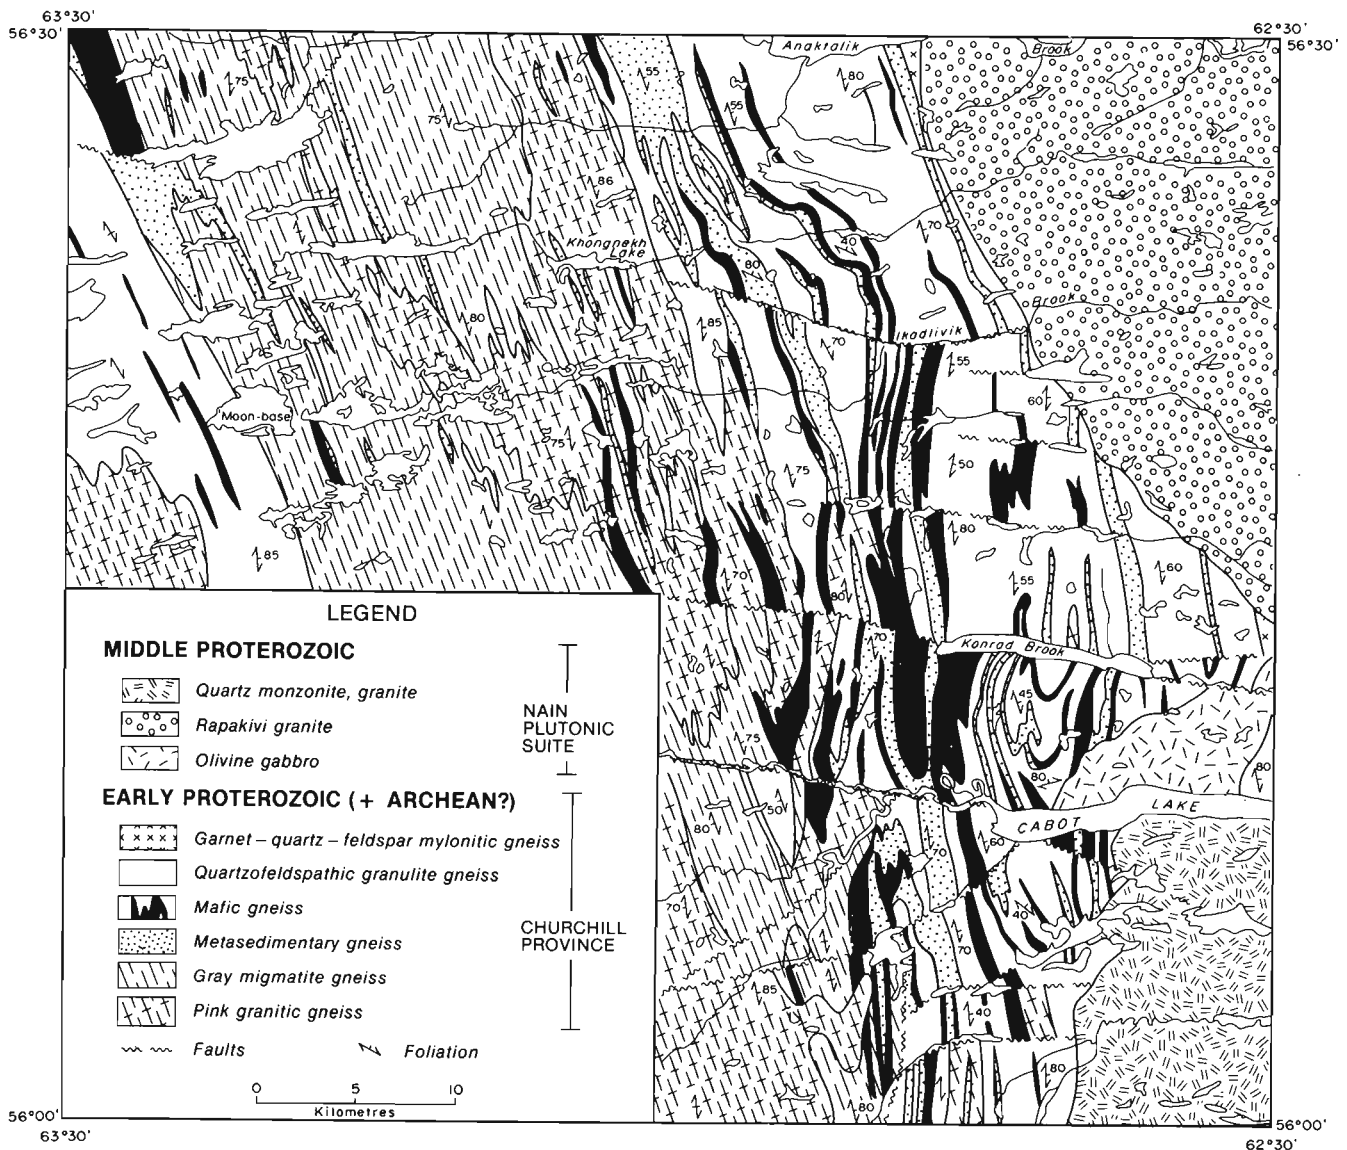 63°30'
56°30'
62°30'
56°30'
Anaktalik
Brook
75
55
55
80
75
86
70
40
Khongnekh
Lake
80
Brook
80
85
70
Ikadlivik
55
60
Moon-base
75
75
50
85
80
70
80
55
60
70
Konrad Brook
45
75
80
80
LAKE
CABOT
50
80
70
60
70
40
70
85
40
80
80
LEGEND
MIDDLE PROTEROZOIC
Quartz monzonite, granite
Rapakivi granite
Olivine gabbro
NAIN
PLUTONIC
SUITE
EARLY PROTEROZOIC (+ ARCHEAN?)
Garnet – quartz – feldspar mylonitic gneiss
Quartzofeldspathic granulite gneiss
Mafic gneiss
Metasedimentary gneiss
Gray migmatite gneiss
Pink granitic gneiss
CHURCHILL
PROVINCE
Faults
Foliation
0 5 10
Kilometres
56°00'
63°30'
56°00'
62°30'